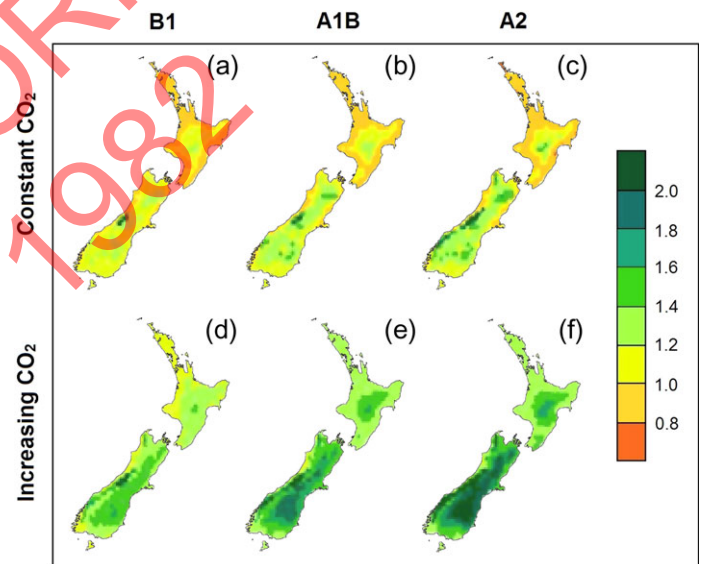 B1 A1B A2
Constant CO₂
(a) (b) (c)
2.0
1.8
1.6
1.4
1.2
1.0
0.8
Increasing CO₂
(d) (e) (f)
1982